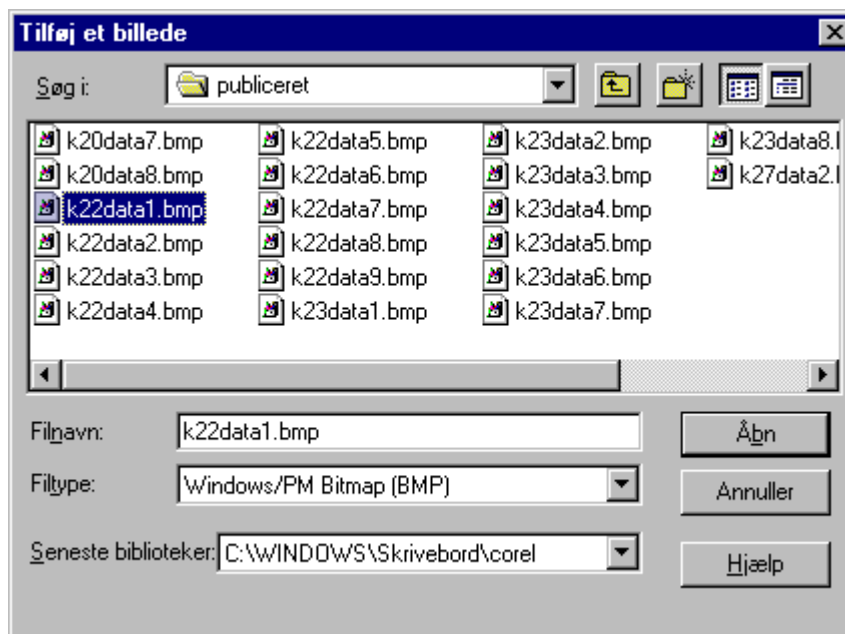 Tilføj et billede
Søg i: publiceret
k20data7.bmp k22data5.bmp k23data2.bmp k23data8.l
k20data8.bmp k22data6.bmp k23data3.bmp k27data2.l
k22data1.bmp k22data7.bmp k23data4.bmp
k22data2.bmp k22data8.bmp k23data5.bmp
k22data3.bmp k22data9.bmp k23data6.bmp
k22data4.bmp k23data1.bmp k23data7.bmp
Filnavn: k22data1.bmp Åbn
Filtype: Windows/PM Bitmap (BMP) Annuller
Seneste biblioteker: C:\WINDOWS\Skrivebord\corel Hjælp